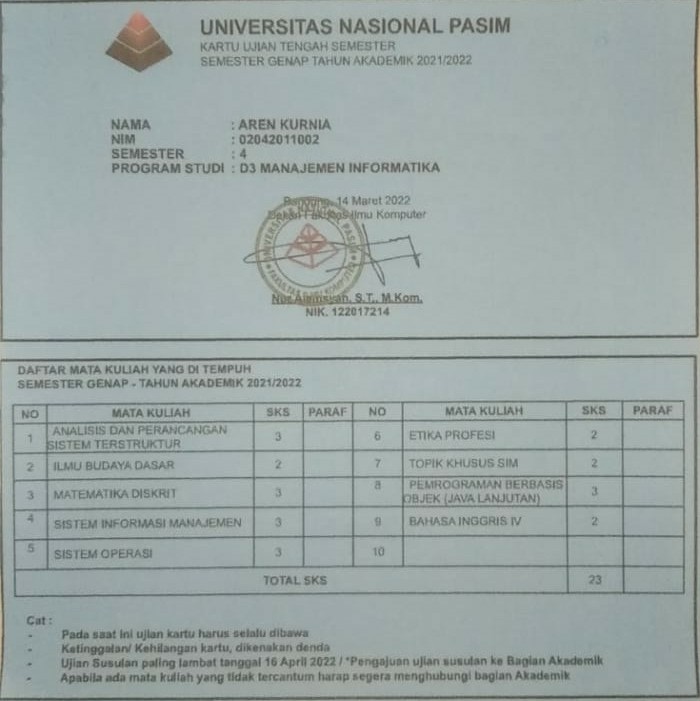 UNIVERSITAS NASIONAL PASIM
KARTU UJIAN TENGAH SEMESTER
SEMESTER GENAP TAHUN AKADEMIK 2021/2022
NAMA : AREN KURNIA
NIM : 02042011002
SEMESTER : 4
PROGRAM STUDI : D3 MANAJEMEN INFORMATIKA
Bandung, 14 Maret 2022
Dekan Fakultas Ilmu Komputer
UNIVERSITAS NASIONAL PASIM
FAKULTAS ILMU KOMPUTER
Nur S.T., M.Kom.
NIK. 122017214
DAFTAR MATA KULIAH YANG DI TEMPUH
SEMESTER GENAP - TAHUN AKADEMIK 2021/2022
NO MATA KULIAH SKS PARAF NO MATA KULIAH SKS PARAF
1 ANALISIS DAN PERANCANGAN SISTEM TERSTRUKTUR 3 6 ETIKA PROFESI 2
2 ILMU BUDAYA DASAR 2 7 TOPIK KHUSUS SIM 2
3 MATEMATIKA DISKRIT 3 8 PEMROGRAMAN BERBASIS OBJEK (JAVA LANJUTAN) 3
4 SISTEM INFORMASI MANAJEMEN 3 9 BAHASA INGGRIS IV 2
5 SISTEM OPERASI 3 10
TOTAL SKS 23
Cat :
- Pada saat ini ujian kartu harus selalu dibawa
- Ketinggalan/ Kehilangan kartu, dikenakan denda
- Ujian Susulan paling lambat tanggal 16 April 2022 / *Pengajuan ujian susulan ke Bagian Akademik
- Apabila ada mata kuliah yang tidak tercantum harap segera menghubungi bagian Akademik